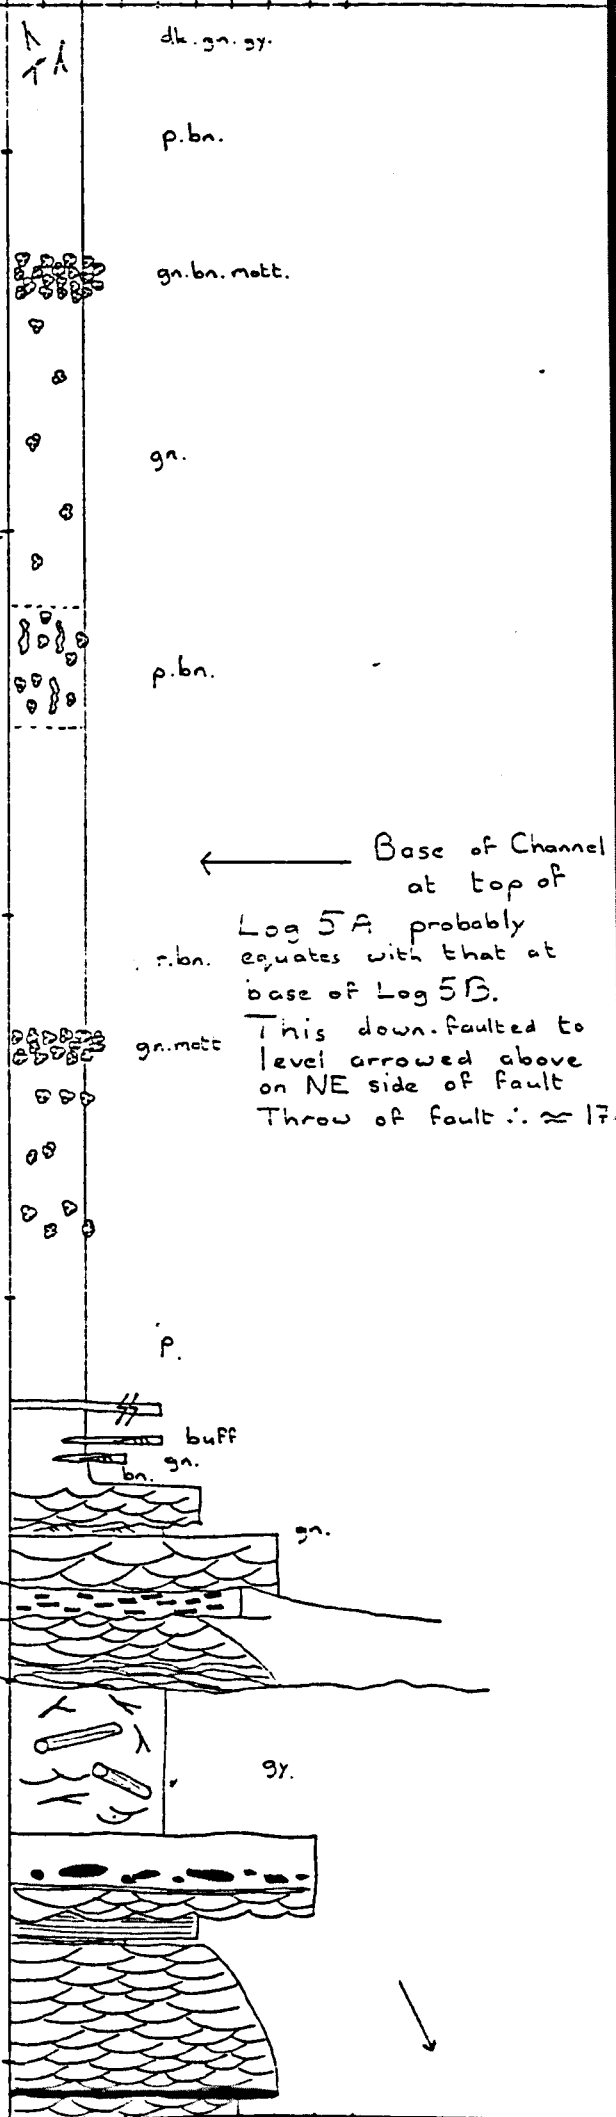 dk.gn.gy.
p.bn.
gn.bn.mott.
gn.
p.bn.
Base of Channel
at top of
Log 5A probably
equates with that at
base of Log 5B.
This down-faulted to
level arrowed above
on NE side of fault
Throw of fault ∴ ≈ 17
r.bn.
gn.mott
p.
buff
gn.
bn.
gn.
gy.